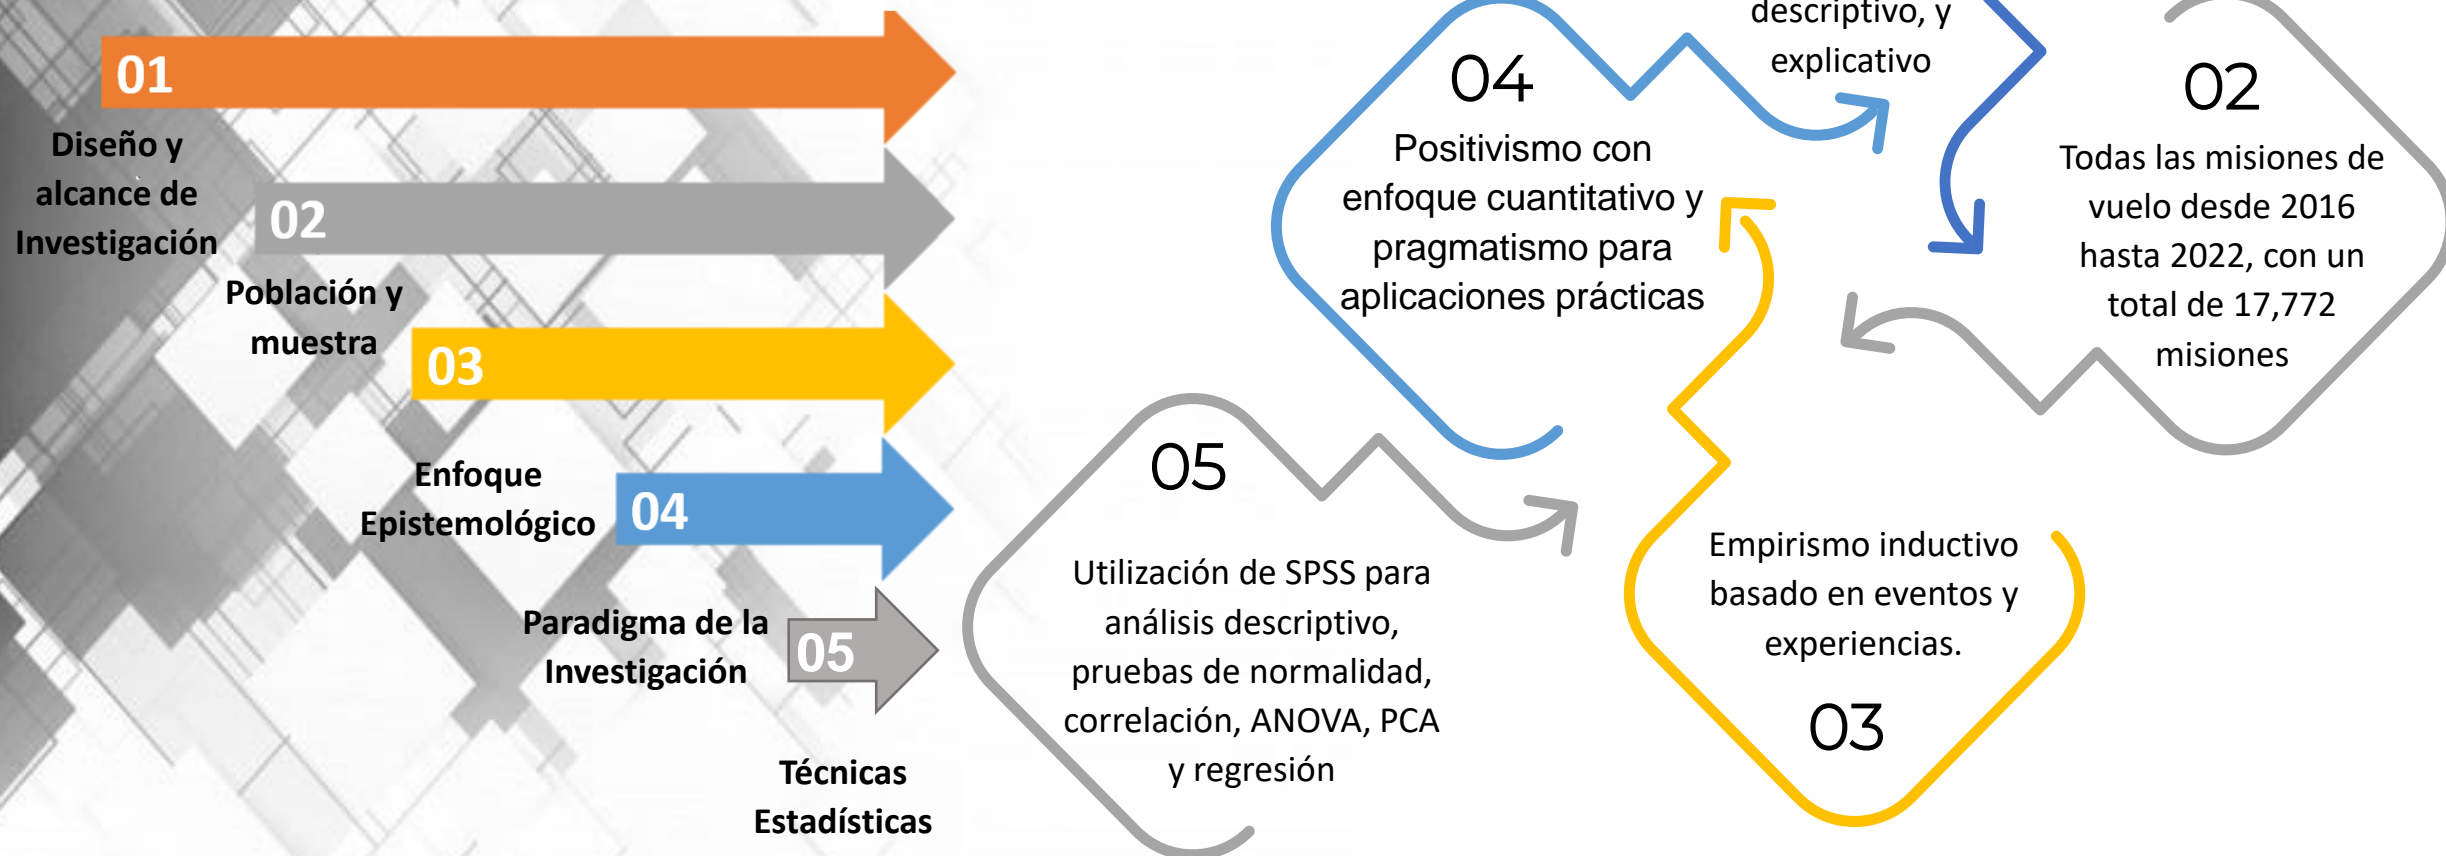 01
Diseño y
alcance de
Investigación
02
Población y
muestra
03
Enfoque
Epistemológico
04
Paradigma de la
Investigación
05
Técnicas
Estadísticas
descriptivo, y
explicativo
02
Todas las misiones de
vuelo desde 2016
hasta 2022, con un
total de 17,772
misiones
04
Positivismo con
enfoque cuantitativo y
pragmatismo para
aplicaciones prácticas
05
Utilización de SPSS para
análisis descriptivo,
pruebas de normalidad,
correlación, ANOVA, PCA
y regresión
Empirismo inductivo
basado en eventos y
experiencias.
03